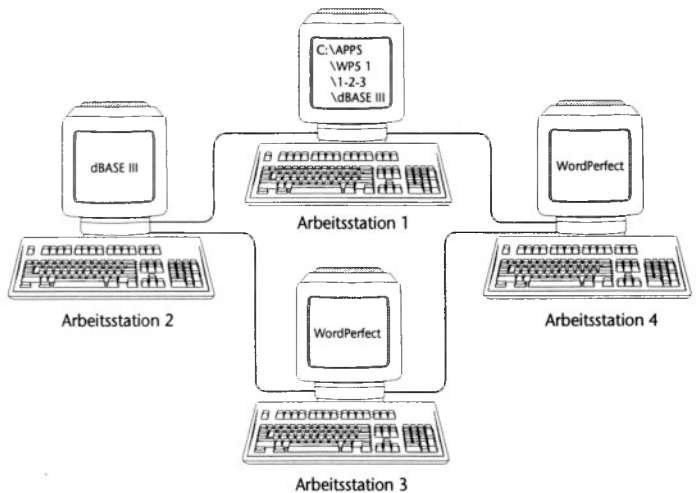 C:\APPS
\WP5 1
\1-2-3
\dBASE III
Arbeitsstation 1
dBASE III
Arbeitsstation 2
WordPerfect
Arbeitsstation 4
WordPerfect
Arbeitsstation 3